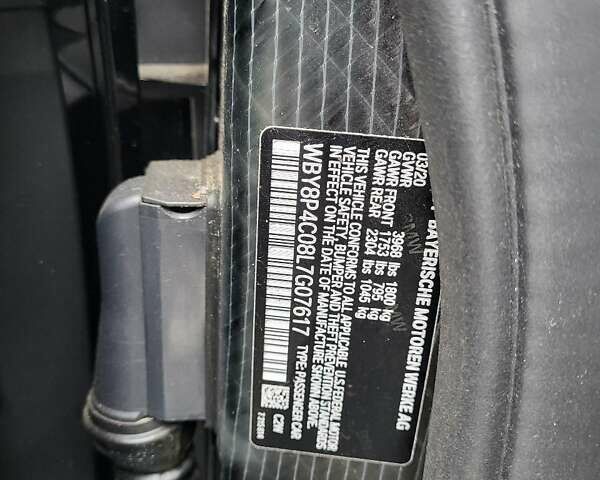 BAYERISCHE MOTOREN WERKE AG
03/20
GVWR 3968 lbs 1800 kg
GAWR FRONT 1753 lbs 795 kg
GAWR REAR 2304 lbs 1045 kg
THIS VEHICLE CONFORMS TO ALL APPLICABLE U.S FEDERAL MOTOR
VEHICLE SAFETY, BUMPER AND THEFT PREVENTION STANDARDS
IN EFFECT ON THE DATE OF MANUFACTURE SHOWN ABOVE.
WBY8P4C08L7G07617 TYPE: PASSENGER CAR